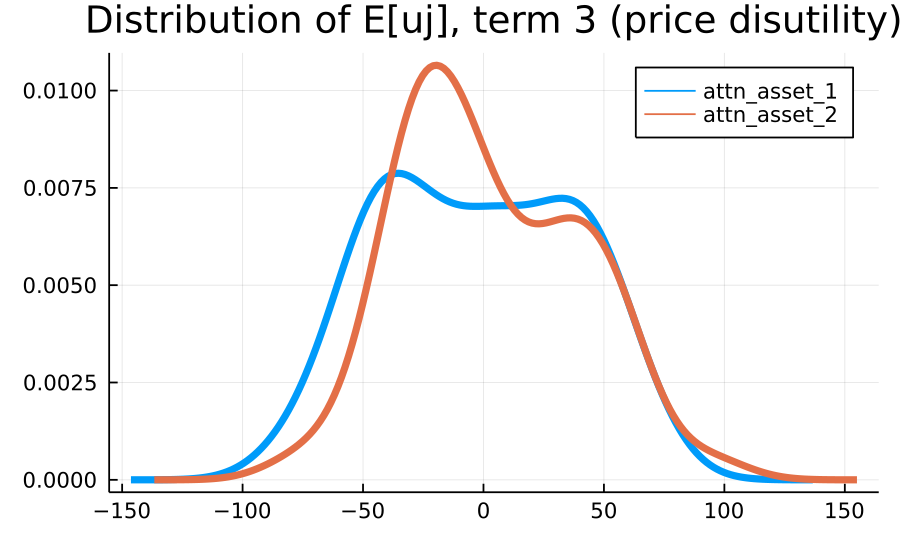 Distribution of E[uj], term 3 (price disutility)
attn_asset_1
attn_asset_2
0.0100
0.0075
0.0050
0.0025
0.0000
−150 −100 −50 0 50 100 150